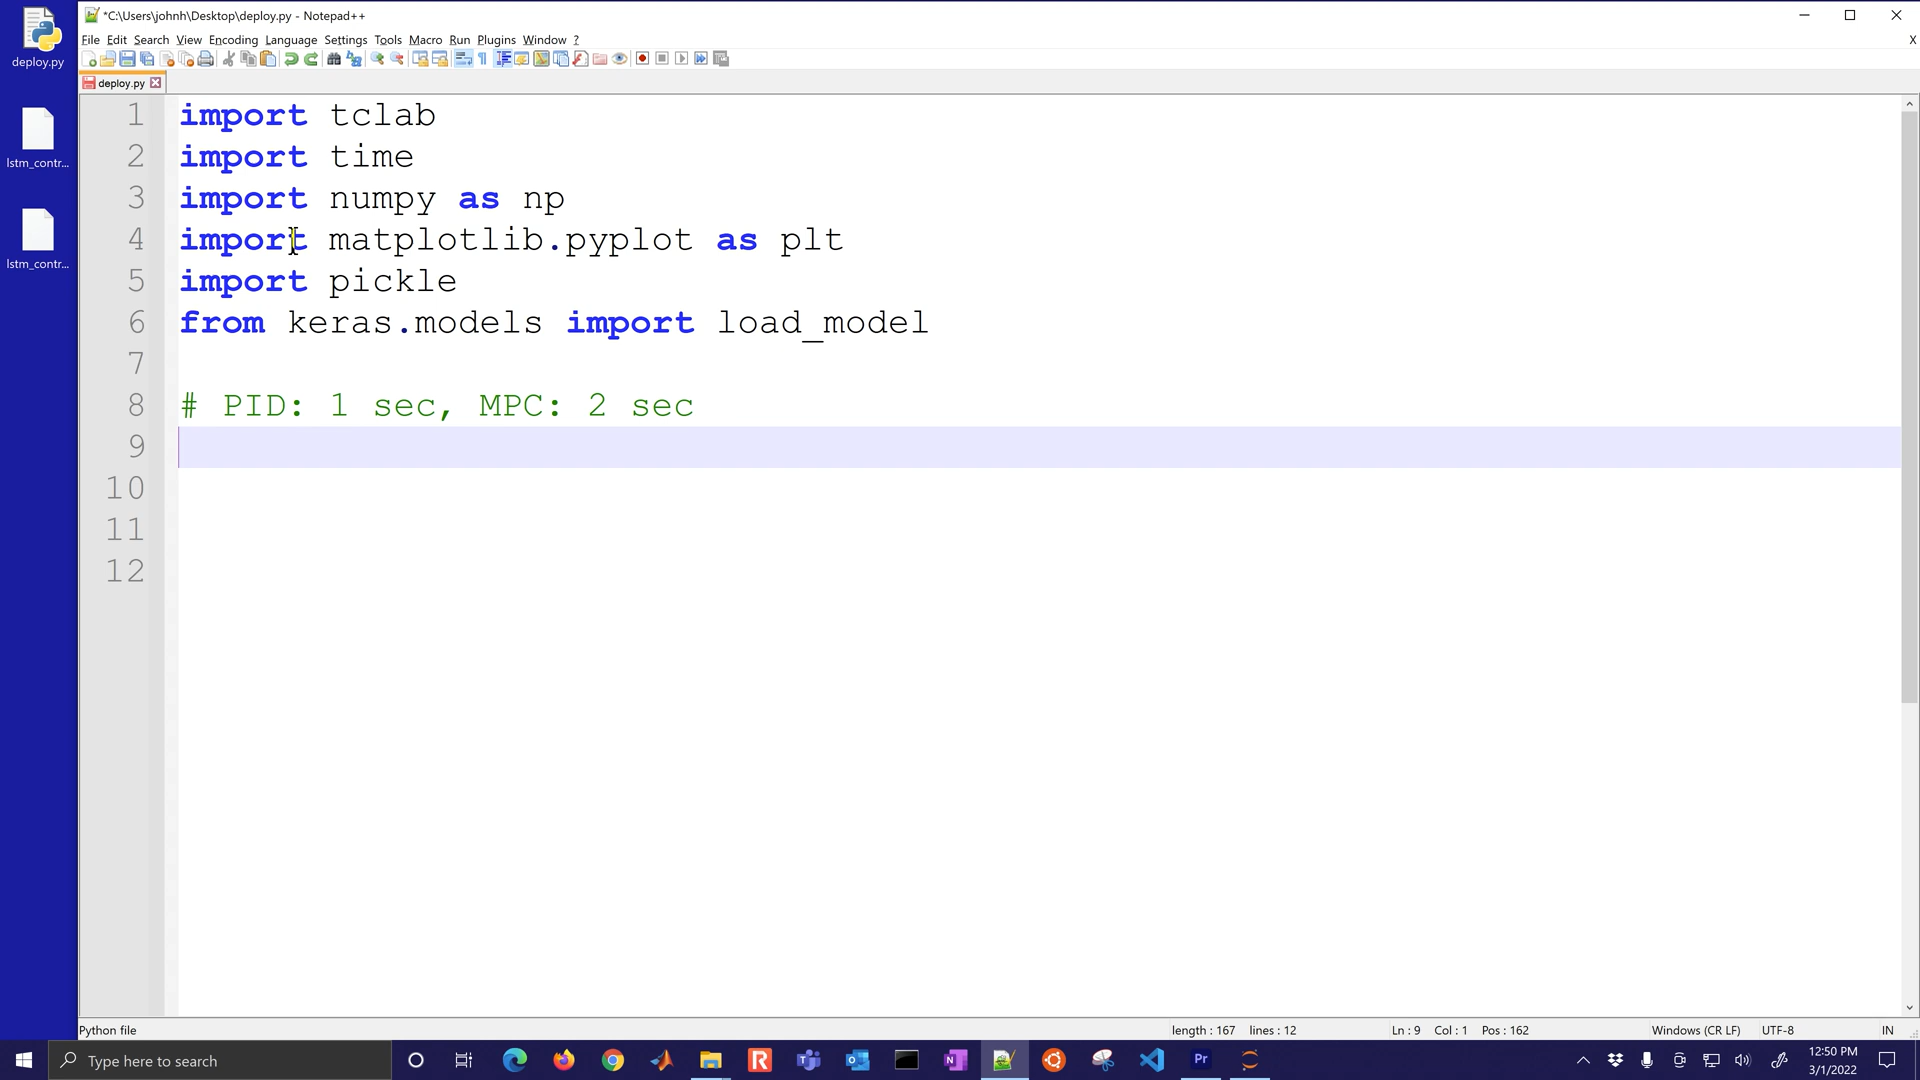 deploy.py
lstm_contr...
lstm_contr...
*C:\Users\johnh\Desktop\deploy.py - Notepad++
File Edit Search View Encoding Language Settings Tools Macro Run Plugins Window ?
X
deploy.py
1 import tclab
2 import time
3 import numpy as np
4 import matplotlib.pyplot as plt
5 import pickle
6 from keras.models import load_model
7
8 # PID: 1 sec, MPC: 2 sec
9
10
11
12
Python file length : 167 lines : 12 Ln : 9 Col : 1 Pos : 162 Windows (CR LF) UTF-8 IN
Type here to search
R
N
Pr
12:50 PM
3/1/2022